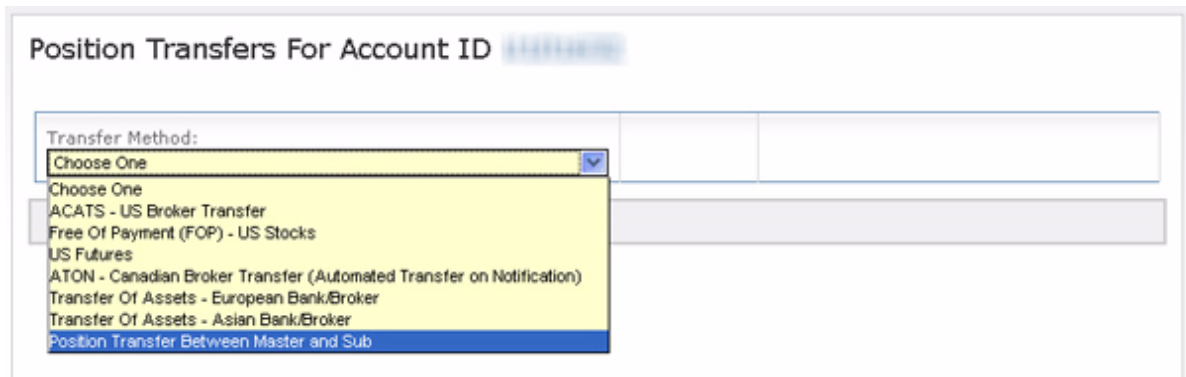 Position Transfers For Account ID
Transfer Method:
Choose One
Choose One
ACATS - US Broker Transfer
Free Of Payment (FOP) - US Stocks
US Futures
ATON - Canadian Broker Transfer (Automated Transfer on Notification)
Transfer Of Assets - European Bank/Broker
Transfer Of Assets - Asian Bank/Broker
Position Transfer Between Master and Sub